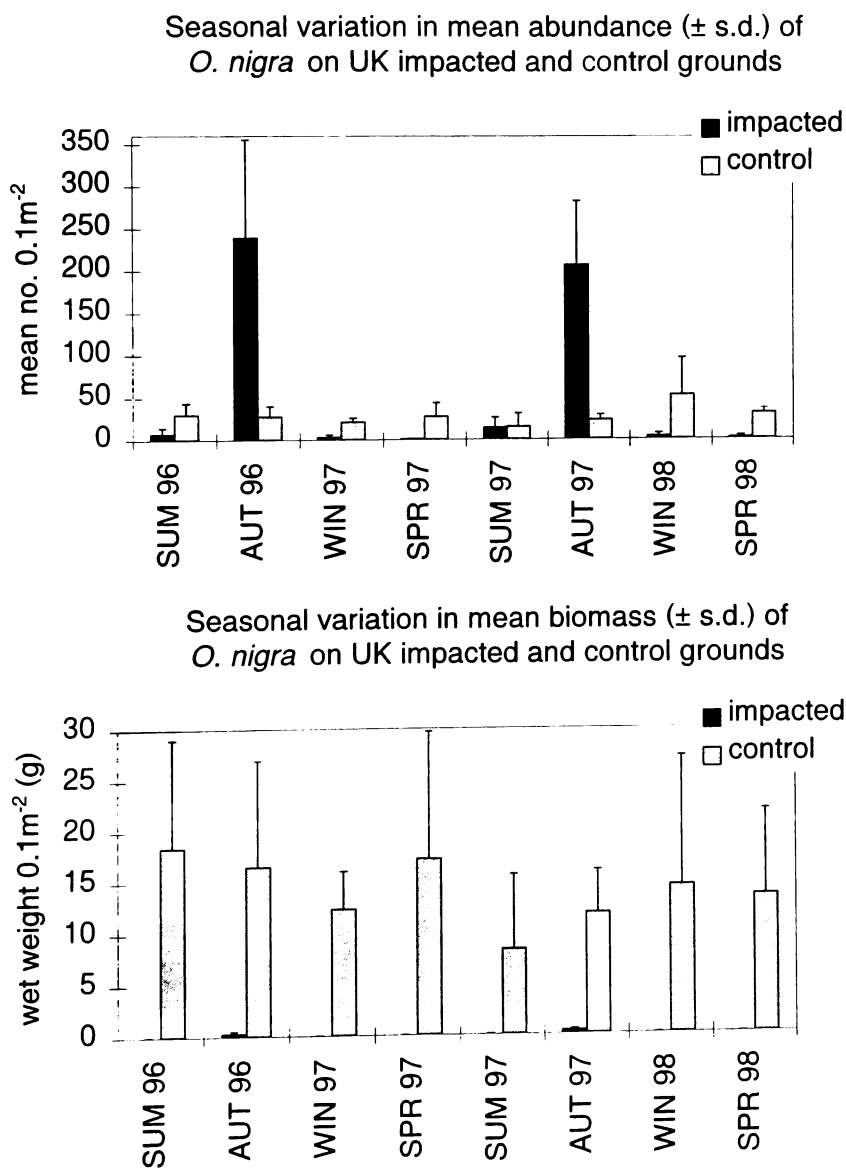 Seasonal variation in mean abundance (± s.d.) of
O. nigra on UK impacted and control grounds
impacted
control
mean no. 0.1m-2
350
300
250
200
150
100
50
0
SUM 96
AUT 96
WIN 97
SPR 97
SUM 97
AUT 97
WIN 98
SPR 98
Seasonal variation in mean biomass (± s.d.) of
O. nigra on UK impacted and control grounds
impacted
control
wet weight 0.1m-2 (g)
30
25
20
15
10
5
0
SUM 96
AUT 96
WIN 97
SPR 97
SUM 97
AUT 97
WIN 98
SPR 98